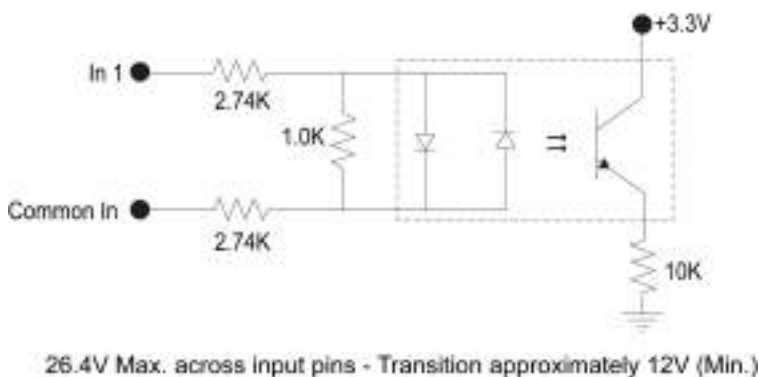 +3.3V
In 1
2.74K
1.0K
Common In
2.74K
10K
26.4V Max. across input pins - Transition approximately 12V (Min.)